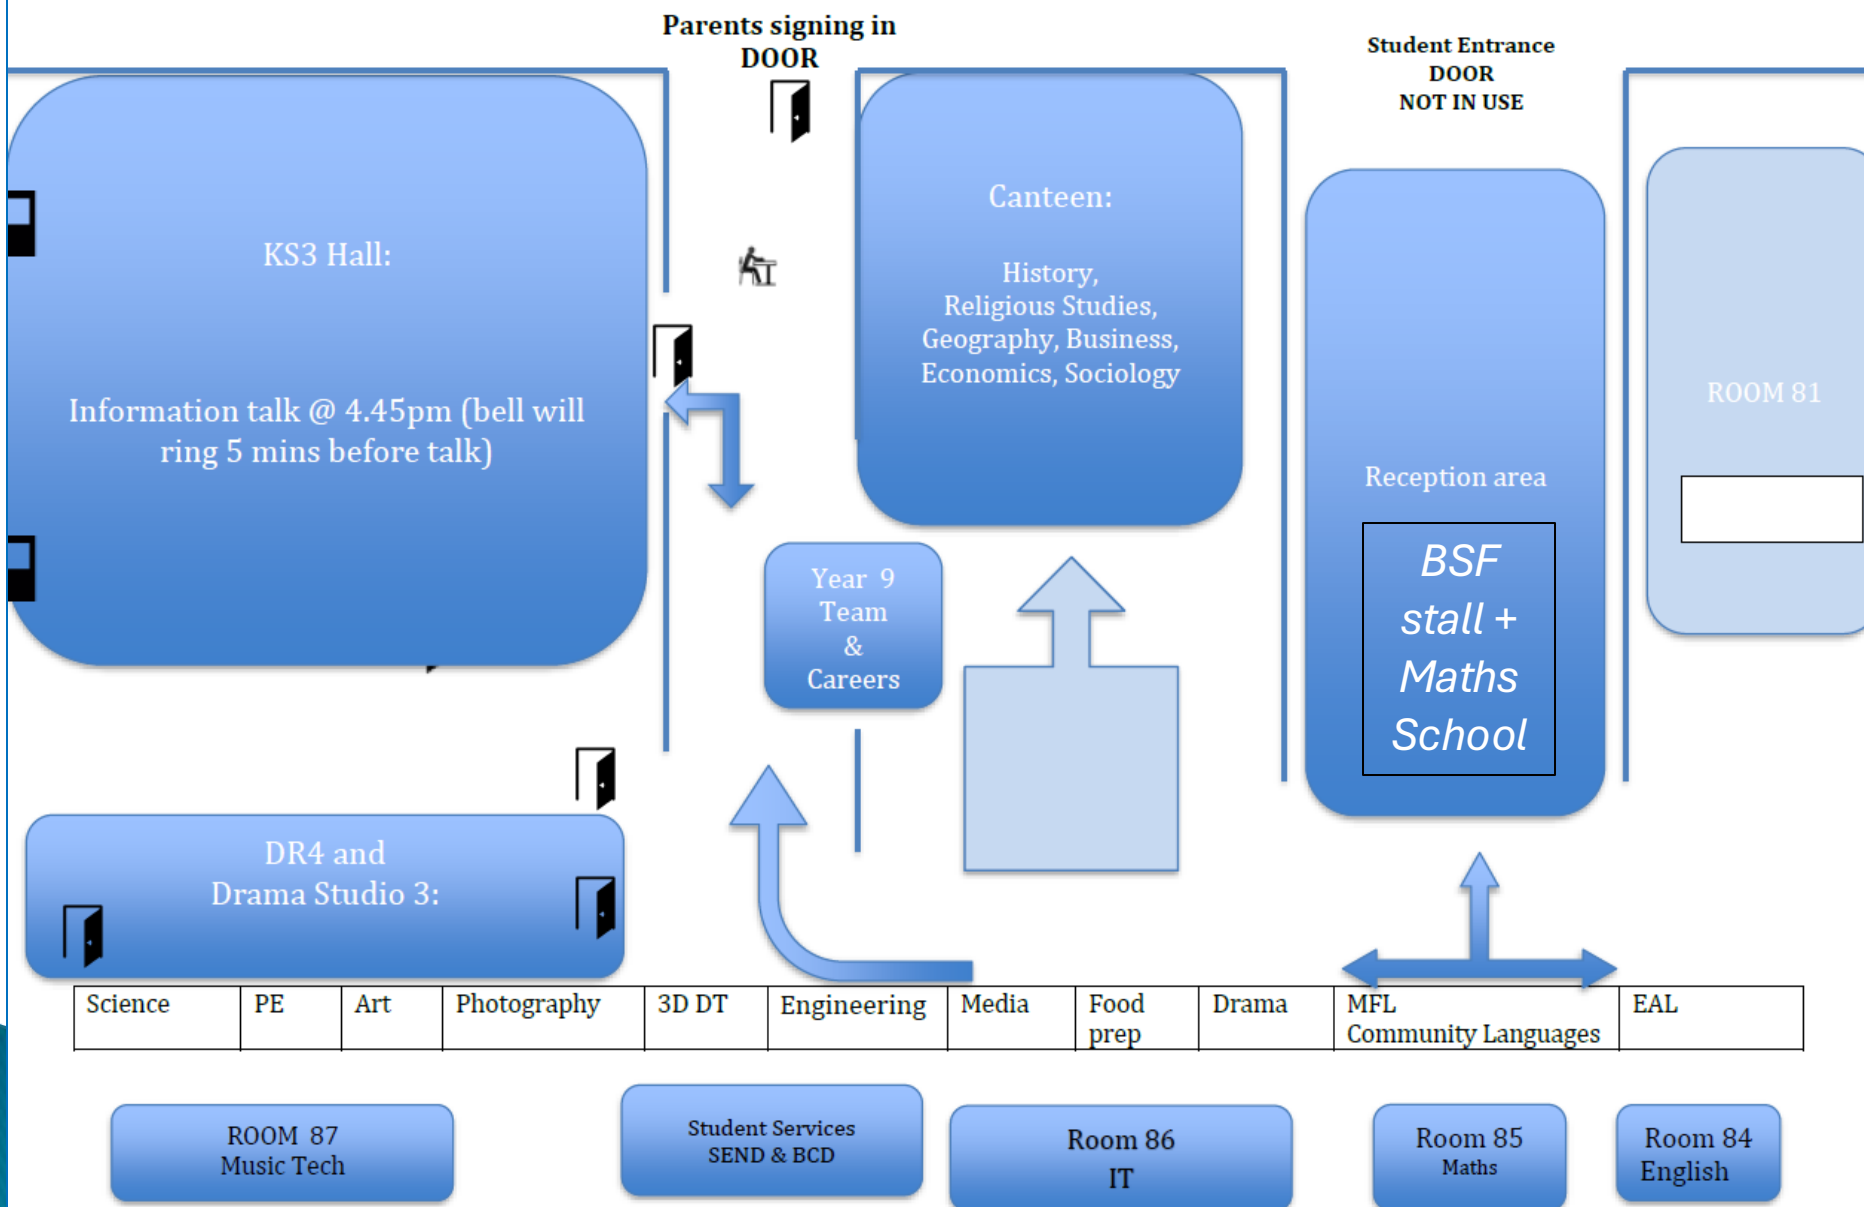 Parents signing in
DOOR
Student Entrance
DOOR
NOT IN USE
KS3 Hall:
Information talk @ 4.45pm (bell will
ring 5 mins before talk)
Canteen:
History,
Religious Studies,
Geography, Business,
Economics, Sociology
Reception area
BSF
stall +
Maths
School
ROOM 81
Year 9
Team
&
Careers
DR4 and
Drama Studio 3:
Science
PE
Art
Photography
3D DT
Engineering
Media
Food
prep
Drama
MFL
Community Languages
EAL
ROOM 87
Music Tech
Student Services
SEND & BCD
Room 86
IT
Room 85
Maths
Room 84
English